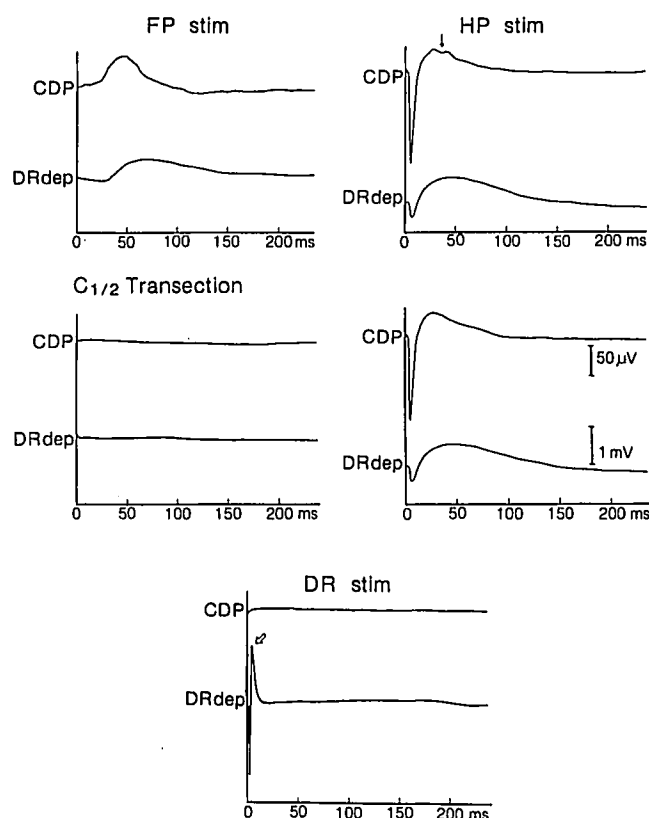 FP stim
HP stim
CDP
DRdep
0 50 100 150 200 ms
CDP
DRdep
0 50 100 150 200 ms
C1/2 Transection
CDP
DRdep
0 50 100 150 200 ms
CDP
50 µV
DRdep
1 mV
0 50 100 150 200 ms
DR stim
CDP
DRdep
0 50 100 150 200 ms